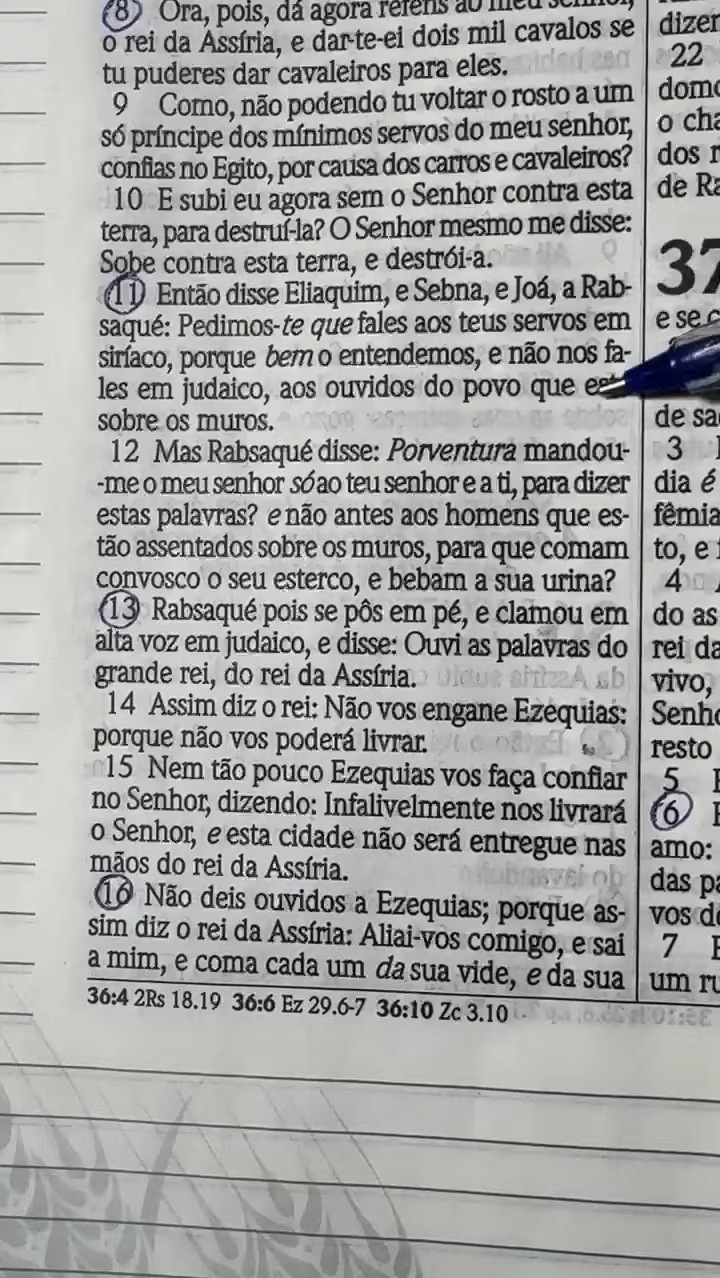 8 Ora, pois, dá agora reféns ao meu senhor,
o rei da Assíria, e dar-te-ei dois mil cavalos se
tu puderes dar cavaleiros para eles.
9 Como, não podendo tu voltar o rosto a um
só príncipe dos mínimos servos do meu senhor,
confias no Egito, por causa dos carros e cavaleiros?
10 E subi eu agora sem o Senhor contra esta
terra, para destruí-la? O Senhor mesmo me disse:
Sobe contra esta terra, e destrói-a.
11 Então disse Eliaquim, e Sebna, e Joá, a Rab-
saqué: Pedimos-te que fales aos teus servos em
siríaco, porque bem o entendemos, e não nos fa-
les em judaico, aos ouvidos do povo que
sobre os muros.
12 Mas Rabsaqué disse: Porventura mandou-
-me o meu senhor só ao teu senhor e a ti, para dizer
estas palavras? e não antes aos homens que es-
tão assentados sobre os muros, para que comam
convosco o seu esterco, e bebam a sua urina?
13 Rabsaqué pois se pôs em pé, e clamou em
alta voz em judaico, e disse: Ouvi as palavras do
grande rei, do rei da Assíria.
14 Assim diz o rei: Não vos engane Ezequias:
porque não vos poderá livrar.
15 Nem tão pouco Ezequias vos faça confiar
no Senhor, dizendo: Infalivelmente nos livrará
o Senhor, e esta cidade não será entregue nas
mãos do rei da Assíria.
16 Não deis ouvidos a Ezequias; porque as-
sim diz o rei da Assíria: Aliai-vos comigo, e saí
a mim, e coma cada um da sua vide, e da sua
36:4 2Rs 18.19 36:6 Ez 29.6-7 36:10 Zc 3.10
dizer
22
o
dos
de
37
e se
de
3
dia é
to, e
4
do as
rei da
vivo,
resto
5
6
amo:
das
vos
7
um